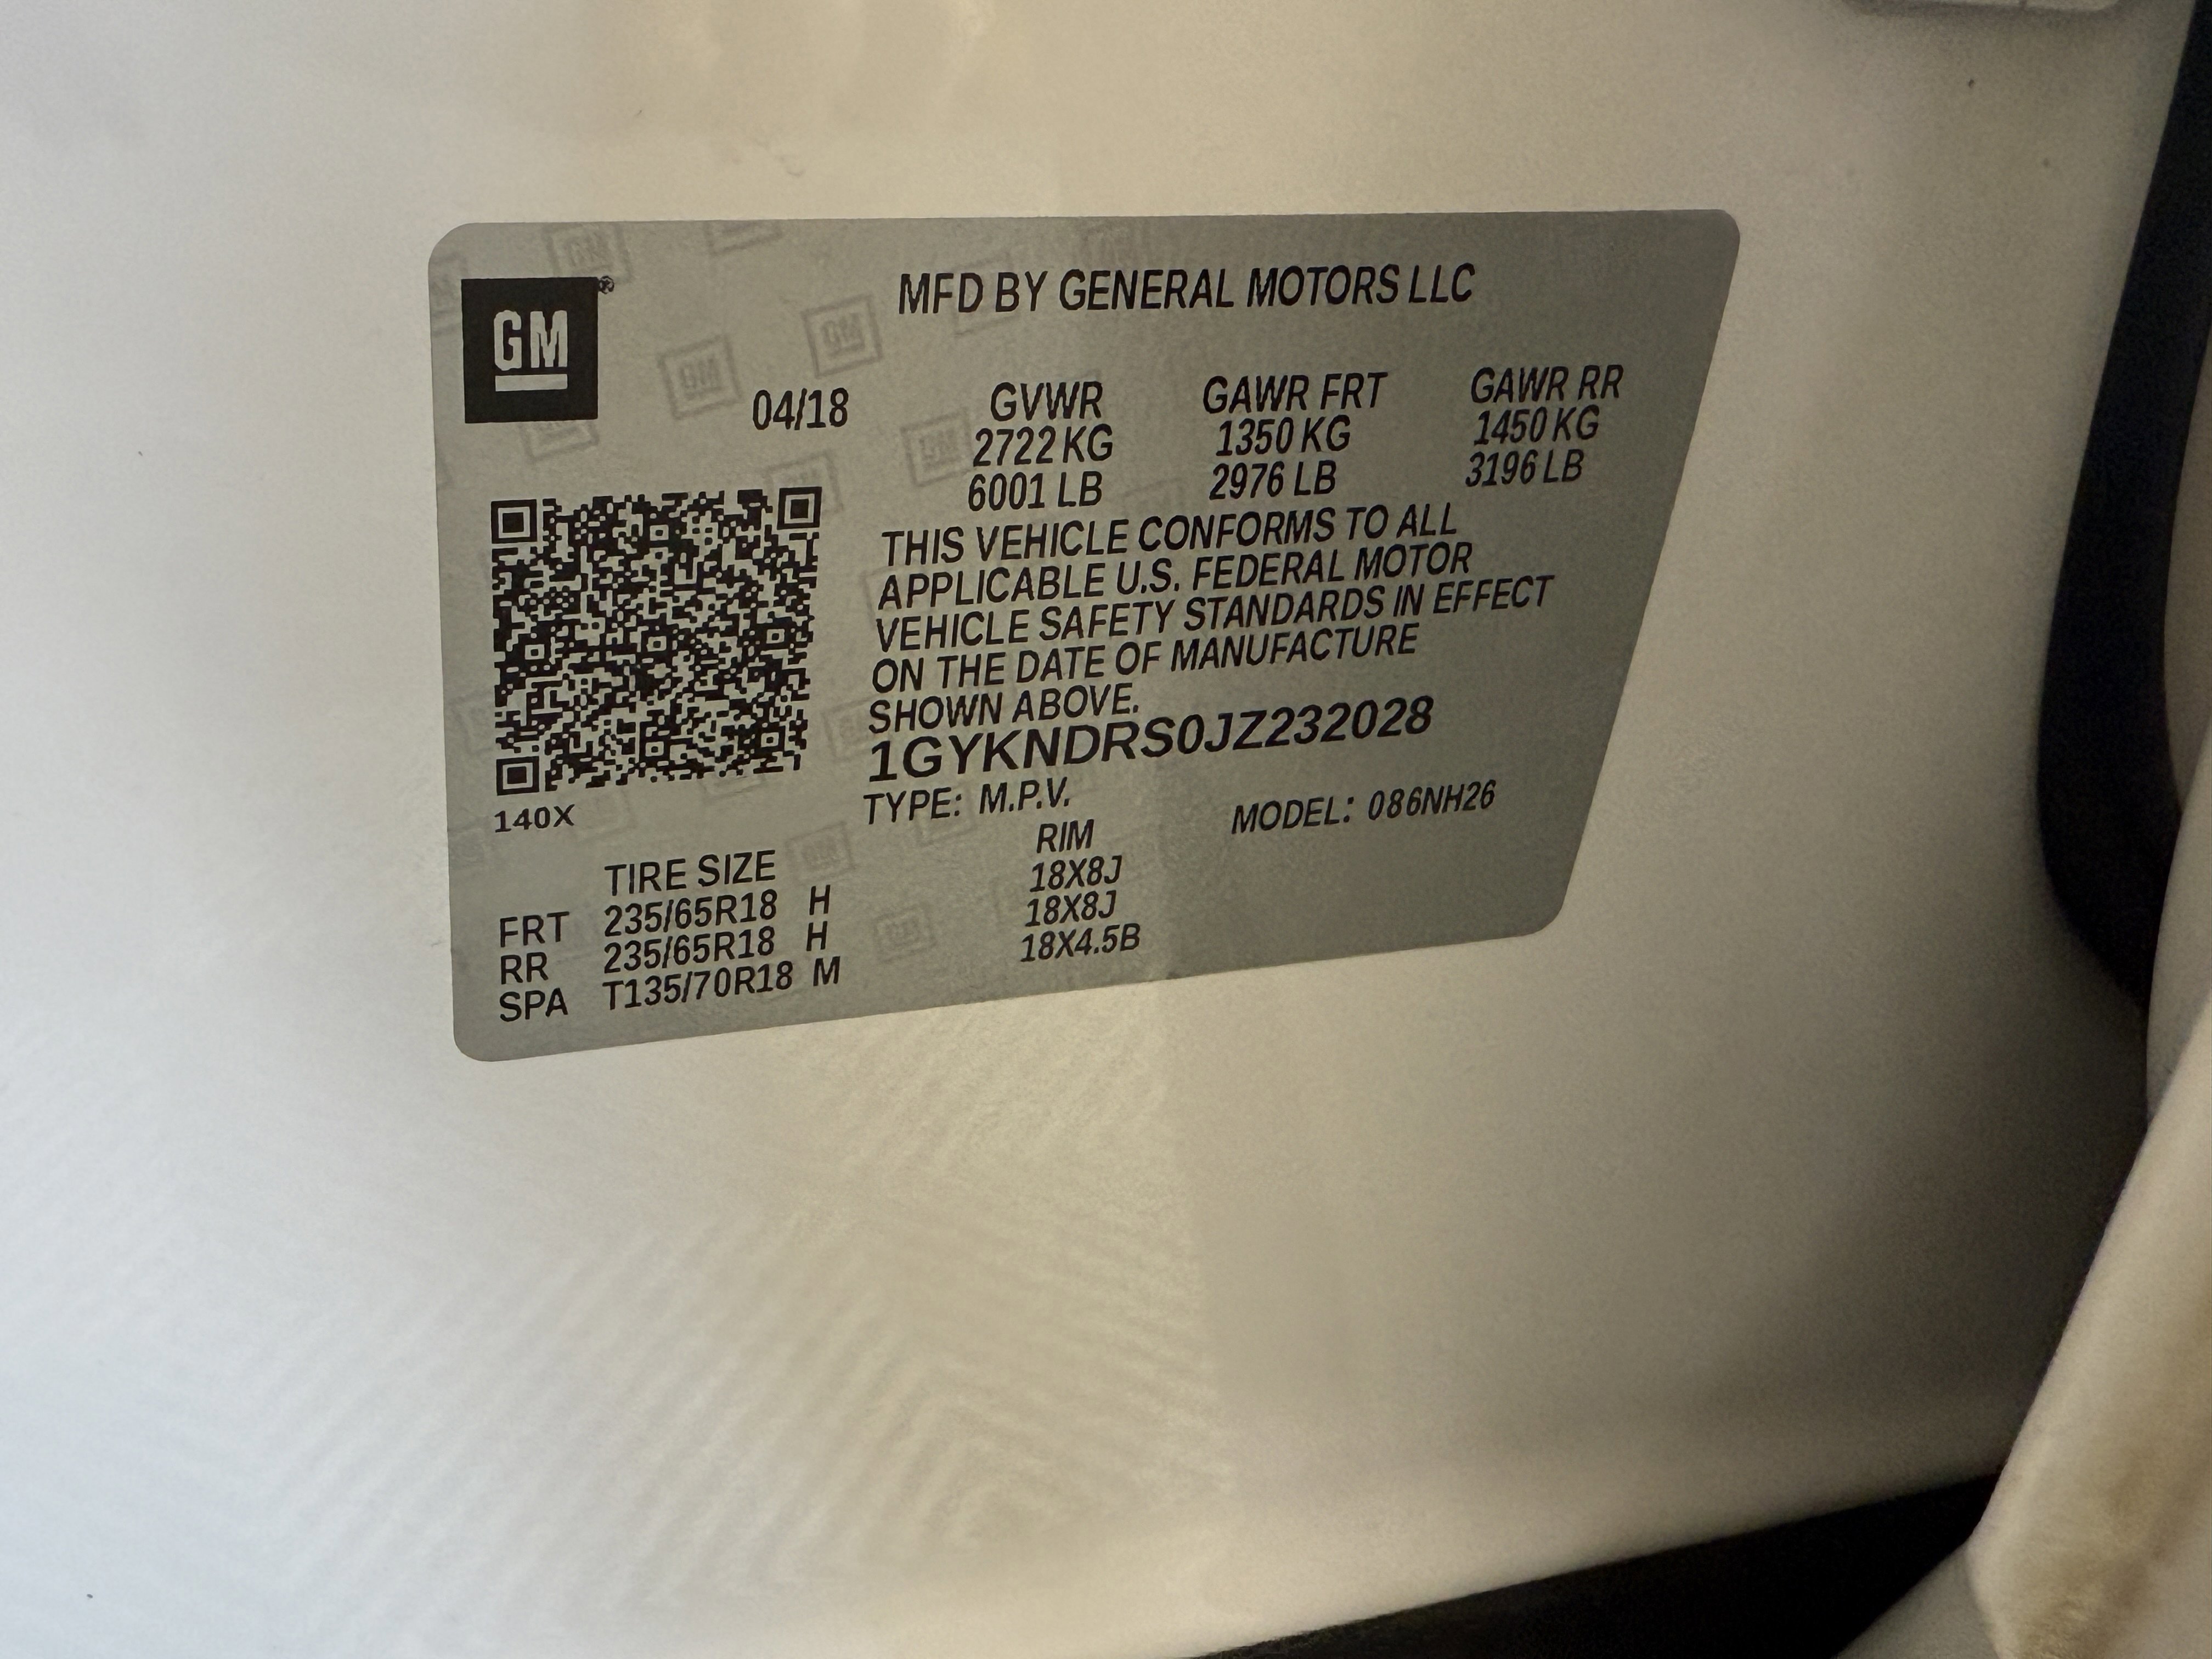 GM®
MFD BY GENERAL MOTORS LLC
04/18 GVWR GAWR FRT GAWR RR
2722 KG 1350 KG 1450 KG
6001 LB 2976 LB 3196 LB
THIS VEHICLE CONFORMS TO ALL
APPLICABLE U.S. FEDERAL MOTOR
VEHICLE SAFETY STANDARDS IN EFFECT
ON THE DATE OF MANUFACTURE
SHOWN ABOVE.
1GYKNDRS0JZ232028
140X
TYPE: M.P.V. MODEL: 086NH26
TIRE SIZE RIM
FRT 235/65R18 H 18X8J
RR 235/65R18 H 18X8J
SPA T135/70R18 M 18X4.5B